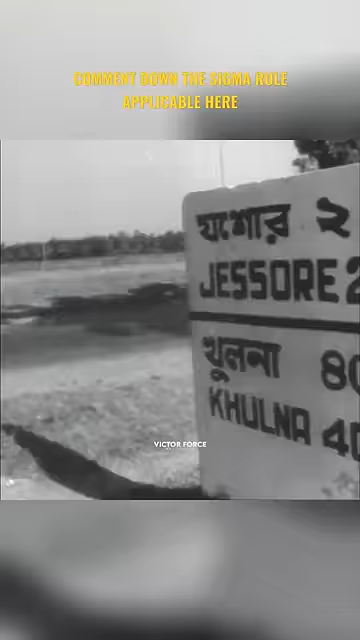 COMMENT DOWN THE SIGMA RULE
APPLICABLE HERE
যশোর ২
JESSORE 2
খুলনা 80
KHULNA 40
VICTOR FORCE